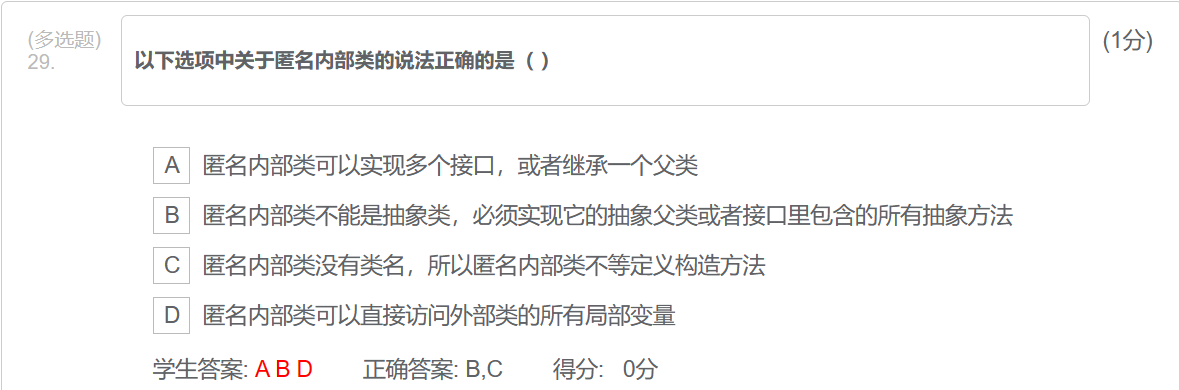 (多选题)
29.
以下选项中关于匿名内部类的说法正确的是（ ）
(1分)
A 匿名内部类可以实现多个接口，或者继承一个父类
B 匿名内部类不能是抽象类，必须实现它的抽象父类或者接口里包含的所有抽象方法
C 匿名内部类没有类名，所以匿名内部类不等定义构造方法
D 匿名内部类可以直接访问外部类的所有局部变量
学生答案: A B D 正确答案: B,C 得分: 0分